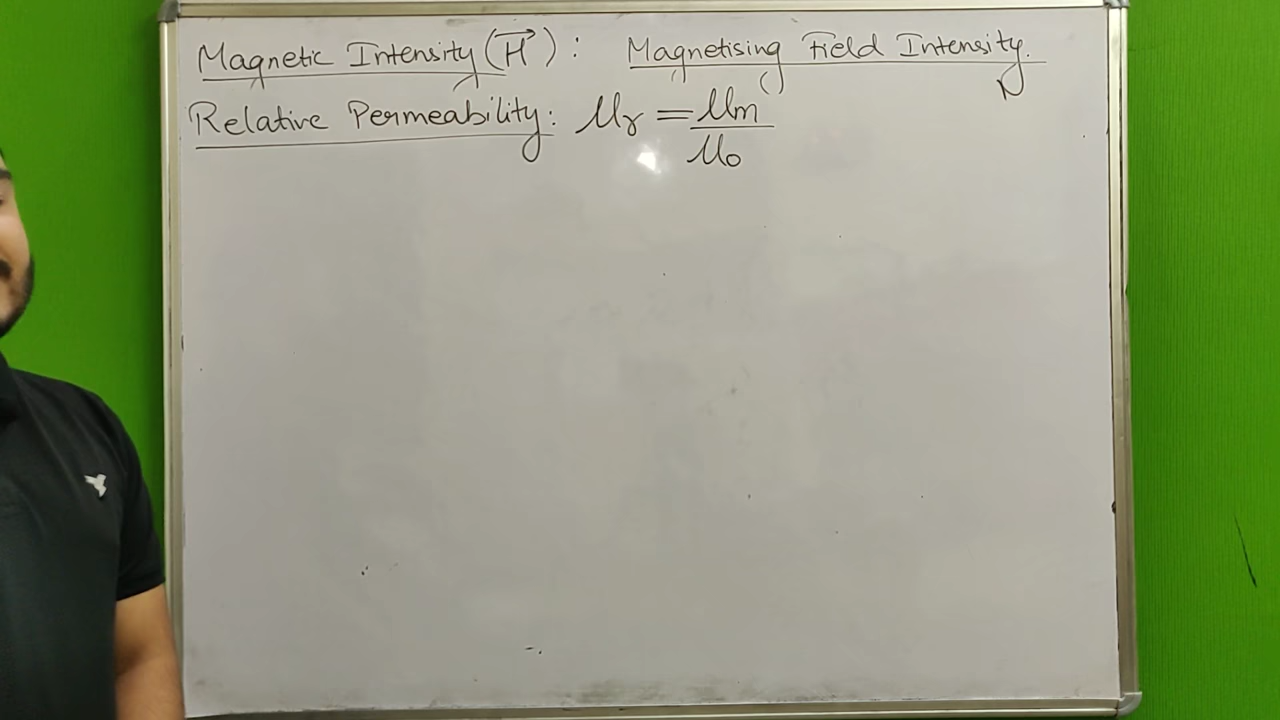 Magnetic Intensity (H⃗) : Magnetising Field Intensity.
Relative Permeability: μr = μm / μ0